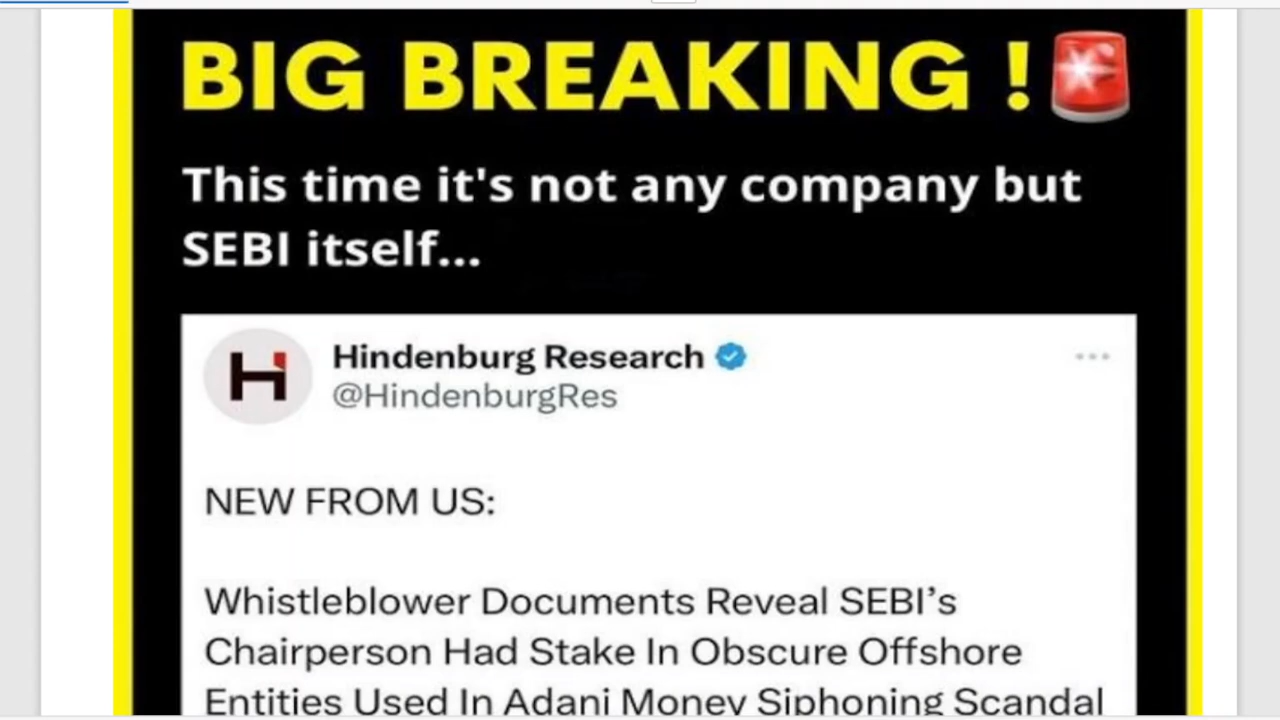 BIG BREAKING !
This time it's not any company but
SEBI itself...
Hindenburg Research
@HindenburgRes
NEW FROM US:
Whistleblower Documents Reveal SEBI’s
Chairperson Had Stake In Obscure Offshore
Entities Used In Adani Money Siphoning Scandal